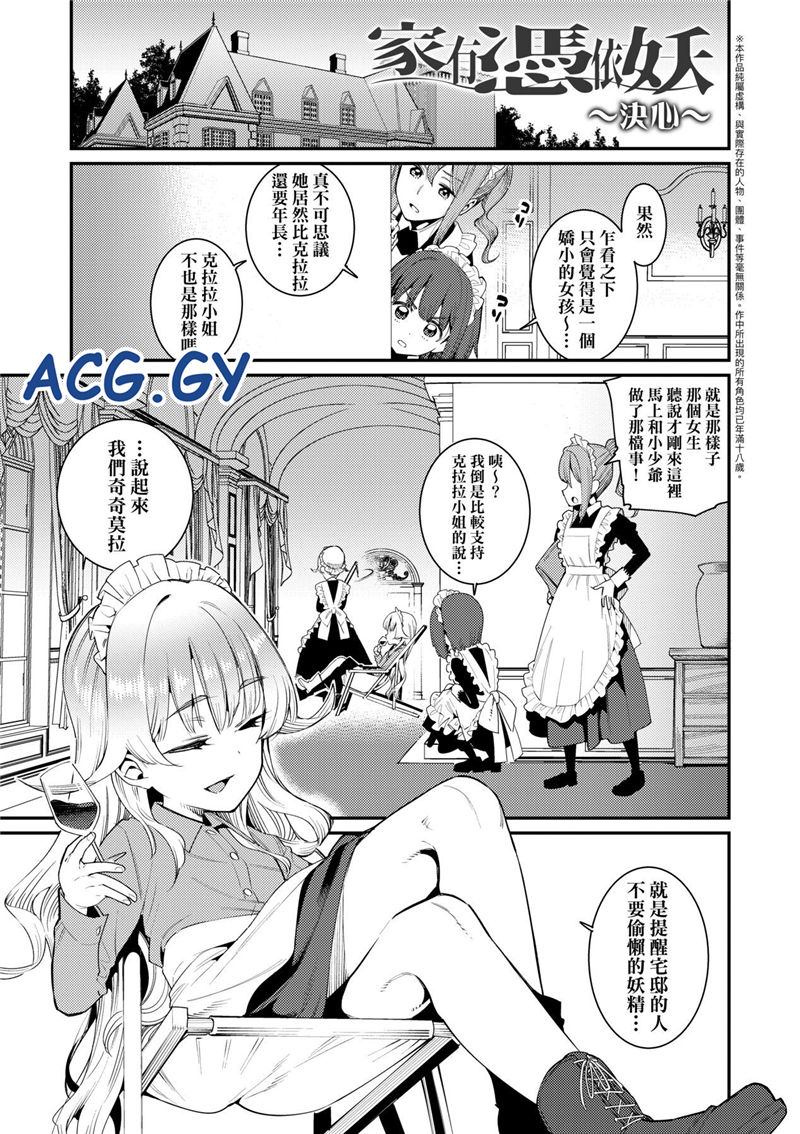 家有憑依妖
～決心～
※本作品純屬虛構、與實際存在的人物、團體、事件等毫無關係。作中所出現的所有角色均已年滿十八歲。
果然
乍看之下
只會覺得是一個
嬌小的女孩～…
真不可思議
她居然比克拉拉
還要年長…
克拉拉小姐
不也是那樣嗎
ACG.GY
就是那樣子
那個女生
聽說才剛來這裡
馬上和小少爺
做了那檔事！
咦～？
我倒是比較支持
克拉拉小姐的說…
…說起來
我們奇奇莫拉
就是提醒宅邸的人
不要偷懶的妖精…